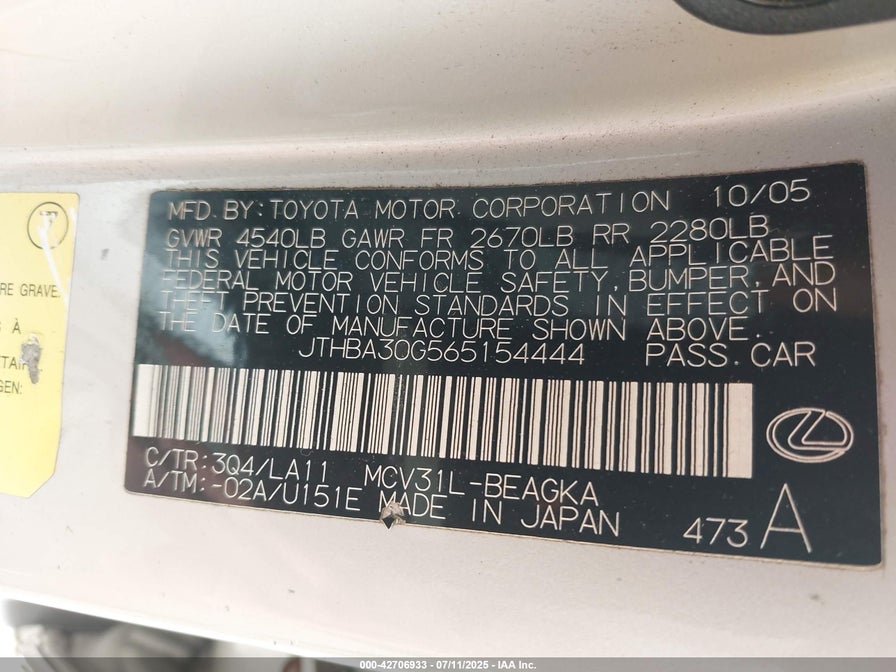 RE GRAVE
S À
GEN:
MFD.BY:TOYOTA MOTOR CORPORATION 10/05
GVWR 4540LB GAWR FR 2670LB RR 2280LB
THIS VEHICLE CONFORMS TO ALL APPLICABLE
FEDERAL MOTOR VEHICLE SAFETY,BUMPER,AND
THEFT PREVENTION STANDARDS IN EFFECT ON
THE DATE OF MANUFACTURE SHOWN ABOVE.
JTHBA30G565154444 PASS.CAR
C/TR:3Q4/LA11 MCV31L-BEAGKA
A/TM:-02A/U151E MADE IN JAPAN
473 A
000-42706933 - 07/11/2025 - IAA Inc.